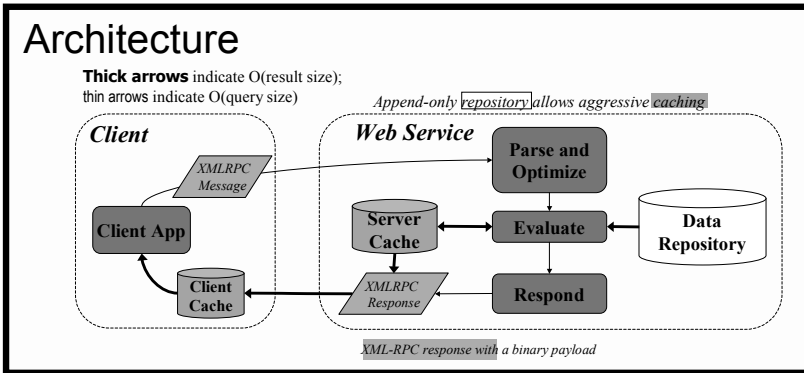 Architecture
Thick arrows indicate O(result size);
thin arrows indicate O(query size)
Append-only repository allows aggressive caching
Client
Web Service
XMLRPC
Message
Parse and
Optimize
Client App
Server
Cache
Evaluate
Data
Repository
Client
Cache
XMLRPC
Response
Respond
XML-RPC response with a binary payload